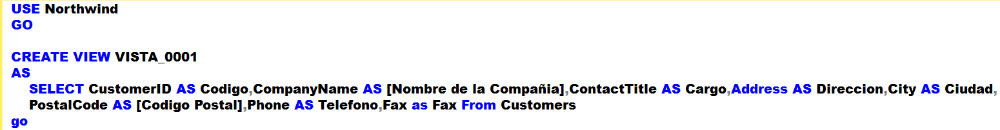 USE Northwind
GO
CREATE VIEW VISTA_0001
AS
SELECT CustomerID AS Codigo,CompanyName AS [Nombre de la Compañia],ContactTitle AS Cargo,Address AS Direccion,City AS Ciudad,
PostalCode AS [Codigo Postal],Phone AS Telefono,Fax as Fax From Customers
go